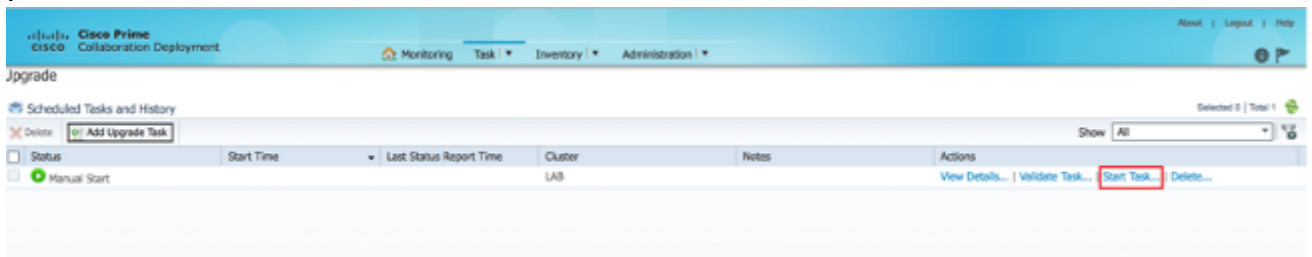 About | Logout | Help
Cisco Prime
CISCO Collaboration Deployment
Monitoring Task Inventory Administration
Upgrade
Scheduled Tasks and History
Selected 0 | Total 1
Delete Add Upgrade Task Show All
Status Start Time Last Status Report Time Cluster Notes Actions
Manual Start LAB View Details... | Validate Task... | Start Task... | Delete...